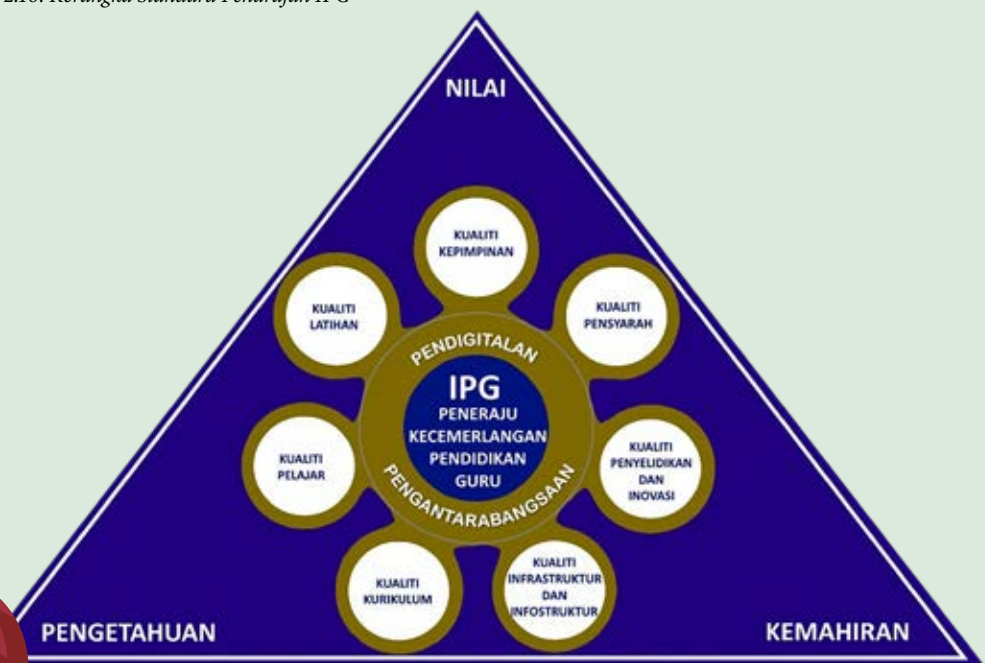 NILAI
KUALITI
KEPIMPINAN
KUALITI
LATIHAN
KUALITI
PENSYARAH
PENDIGITALAN
IPG
PENERAJU
KECEMERLANGAN
PENDIDIKAN
GURU
PENGANTARABANGSAAN
KUALITI
PELAJAR
KUALITI
PENYELIDIKAN
DAN
INOVASI
KUALITI
KURIKULUM
KUALITI
INFRASTRUKTUR
DAN
INFOSTRUKTUR
PENGETAHUAN
KEMAHIRAN